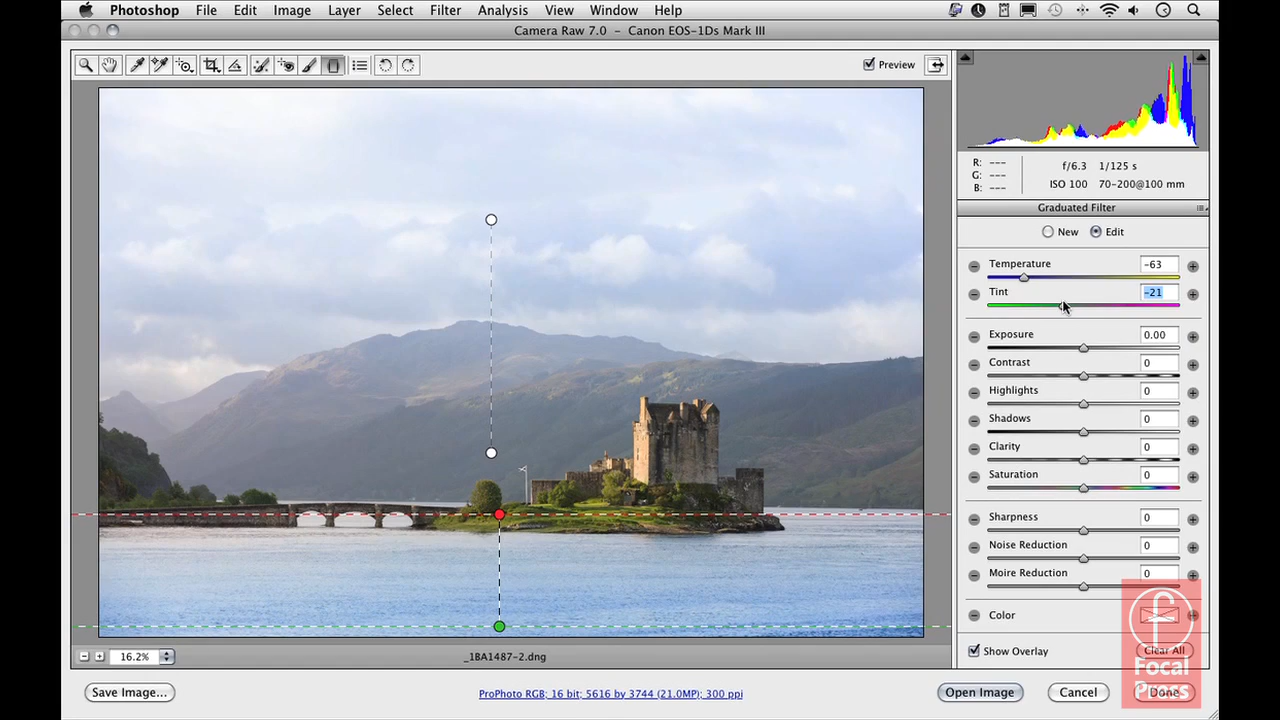 Photoshop File Edit Image Layer Select Filter Analysis View Window Help
Camera Raw 7.0 - Canon EOS-1Ds Mark III
Preview
R: ---
G: ---
B: ---
f/6.3 1/125 s
ISO 100 70-200@100 mm
Graduated Filter
New Edit
Temperature -63
Tint -21
Exposure 0.00
Contrast 0
Highlights 0
Shadows 0
Clarity 0
Saturation 0
Sharpness 0
Noise Reduction 0
Moire Reduction 0
Color
Show Overlay Clear All
16.2% _1BA1487-2.dng
Focal
Press
Save Image... ProPhoto RGB; 16 bit; 5616 by 3744 (21.0MP); 300 ppi Open Image Cancel Done